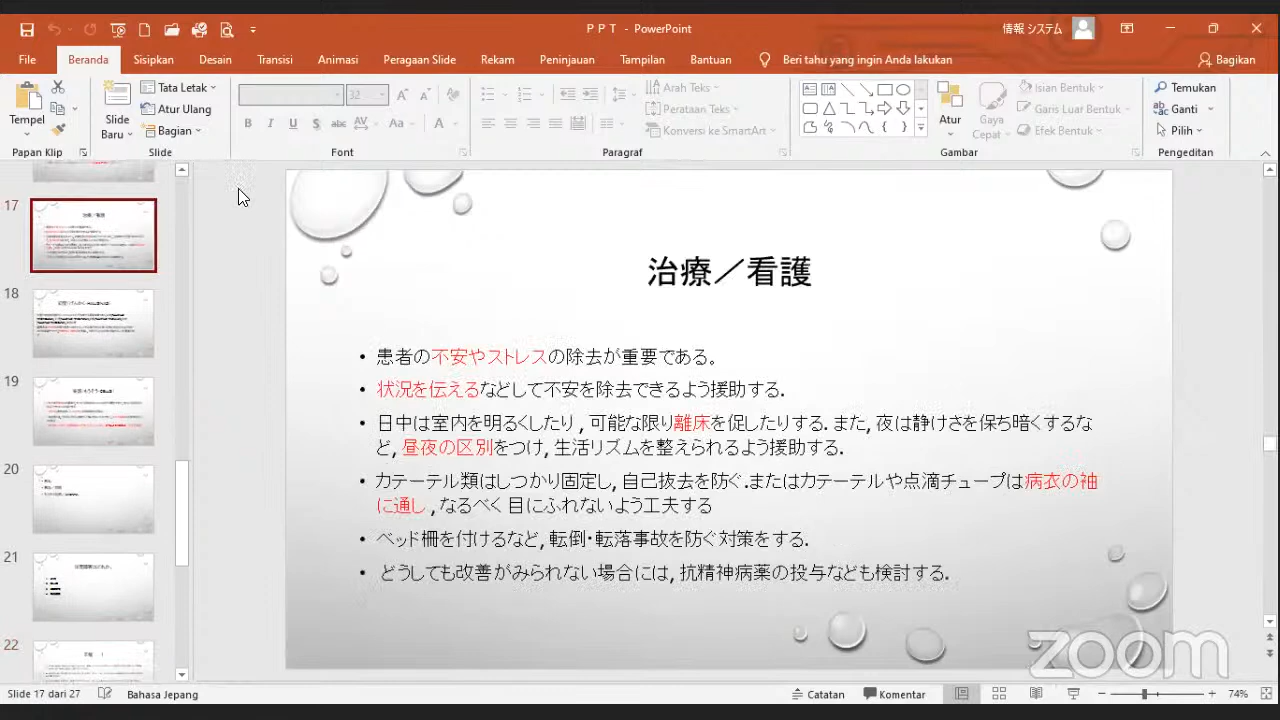 P P T - PowerPoint
情報 システム
File Beranda Sisipkan Desain Transisi Animasi Peragaan Slide Rekam Peninjauan Tampilan Bantuan Beri tahu yang ingin Anda lakukan Bagikan
Tempel
Papan Klip
Slide Baru
Tata Letak
Atur Ulang
Bagian
Slide
32
Font
Arah Teks
Perataan Teks
Konversi ke SmartArt
Paragraf
Atur
Gaya Cepat
Isian Bentuk
Garis Luar Bentuk
Efek Bentuk
Gambar
Temukan
Ganti
Pilih
Pengeditan
17
18
19
20
21
22
治療／看護
• 患者の不安やストレスの除去が重要である。
• 状況を伝えるなどして不安を除去できるよう援助する.
• 日中は室内を明るくしたり, 可能な限り離床を促したりする. また, 夜は静けさを保ち暗くするな
ど, 昼夜の区別をつけ, 生活リズムを整えられるよう援助する.
• カテーテル類はしつかり固定し, 自己抜去を防ぐ.またはカテーテルや点滴チューブは病衣の袖
に通し, なるべく目にふれないよう工夫する
• ベッド柵を付けるなど, 転倒・転落事故を防ぐ対策をする.
• どうしても改善がみられない場合には, 抗精神病薬の投与なども検討する.
zoom
Slide 17 dari 27 Bahasa Jepang Catatan Komentar 74%